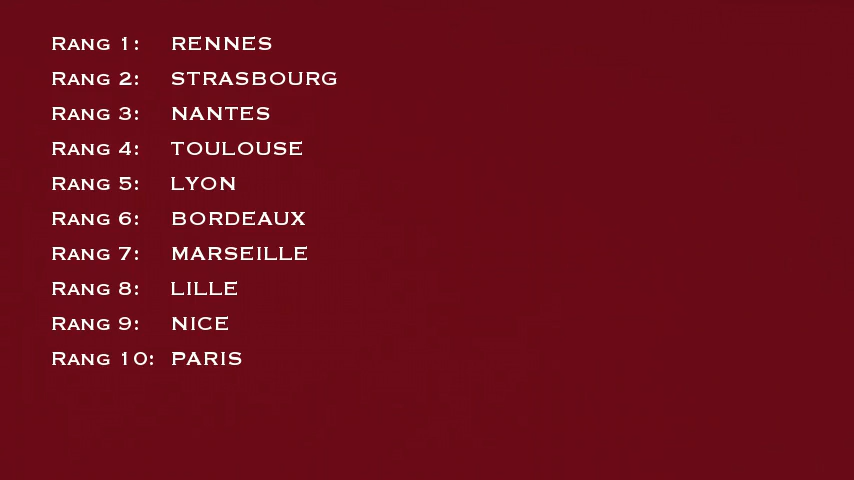 Rang 1: RENNES
Rang 2: STRASBOURG
Rang 3: NANTES
Rang 4: TOULOUSE
Rang 5: LYON
Rang 6: BORDEAUX
Rang 7: MARSEILLE
Rang 8: LILLE
Rang 9: NICE
Rang 10: PARIS